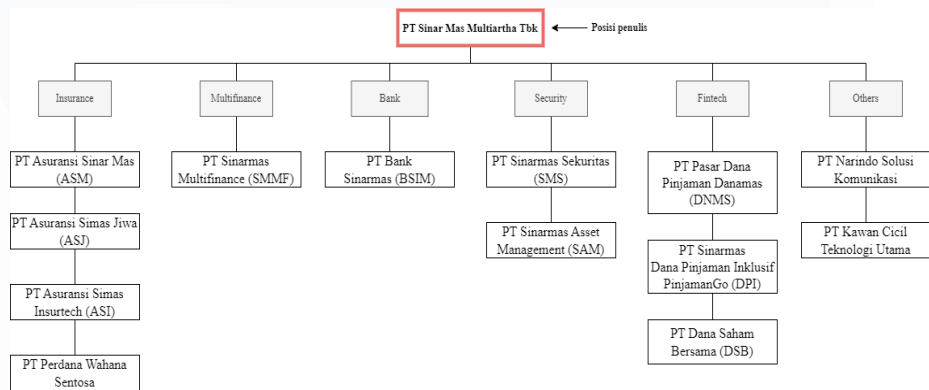 PT Sinar Mas Multiartha Tbk
Posisi penulis
Insurance
Multifinance
Bank
Security
Fintech
Others
PT Asuransi Sinar Mas
(ASM)
PT Asuransi Simas Jiwa
(ASJ)
PT Asuransi Simas
Insurtech (ASI)
PT Perdana Wahana
Sentosa
PT Sinarmas
Multifinance (SMMF)
PT Bank
Sinarmas (BSIM)
PT Sinarmas Sekuritas
(SMS)
PT Sinarmas Asset
Management (SAM)
PT Pasar Dana
Pinjaman Danamas
(DNMS)
PT Sinarmas
Dana Pinjaman Inklusif
PinjamanGo (DPI)
PT Dana Saham
Bersama (DSB)
PT Narindo Solusi
Komunikasi
PT Kawan Cicil
Teknologi Utama